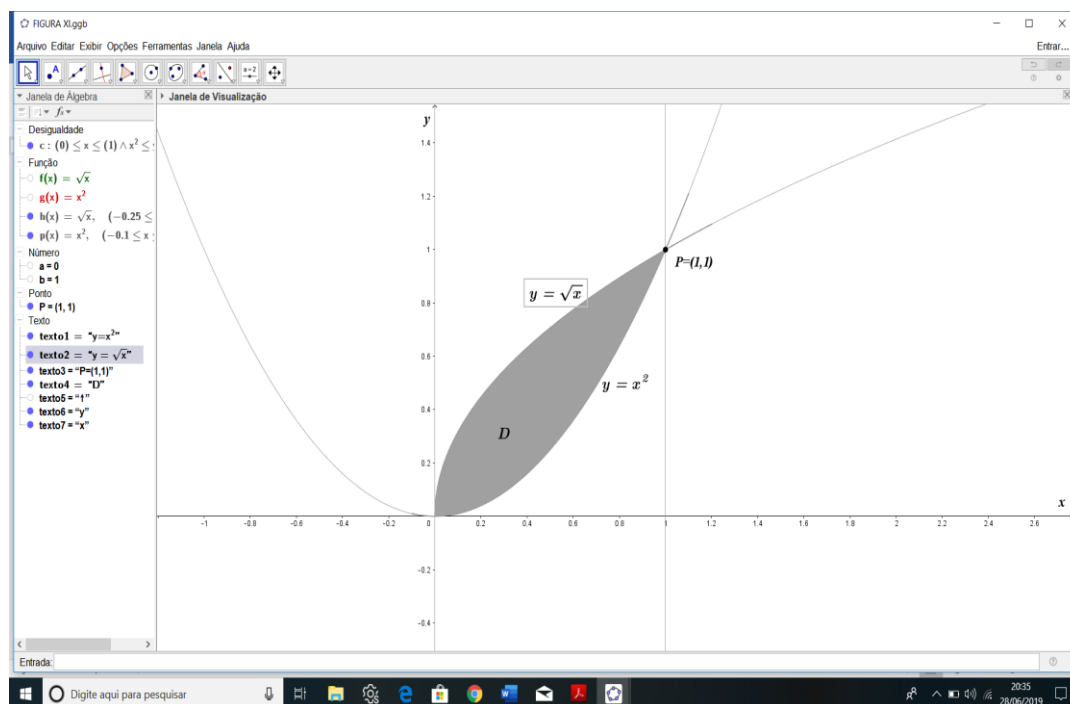 FIGURA XI.ggb
Arquivo Editar Exibir Opções Ferramentas Janela Ajuda
Entrar...
a=2
Janela de Álgebra
Janela de Visualização
Desigualdade
c : (0) ≤ x ≤ (1) ∧ x² ≤
Função
f(x) = √x
g(x) = x²
h(x) = √x, (−0.25 ≤
p(x) = x², (−0.1 ≤ x
Número
a = 0
b = 1
Ponto
P = (1, 1)
Texto
texto1 = "y=x²"
texto2 = "y = √x"
texto3 = "P=(1,1)"
texto4 = "D"
texto5 = "1"
texto6 = "y"
texto7 = "x"
y
1.4
1.2
1
0.8
0.6
0.4
0.2
-0.2
-0.4
P=(1,1)
y = √x
y = x²
D
x
-1 -0.8 -0.6 -0.4 -0.2 0 0.2 0.4 0.6 0.8 1 1.2 1.4 1.6 1.8 2 2.2 2.4 2.6
Entrada:
Digite aqui para pesquisar
20:35
28/06/2019